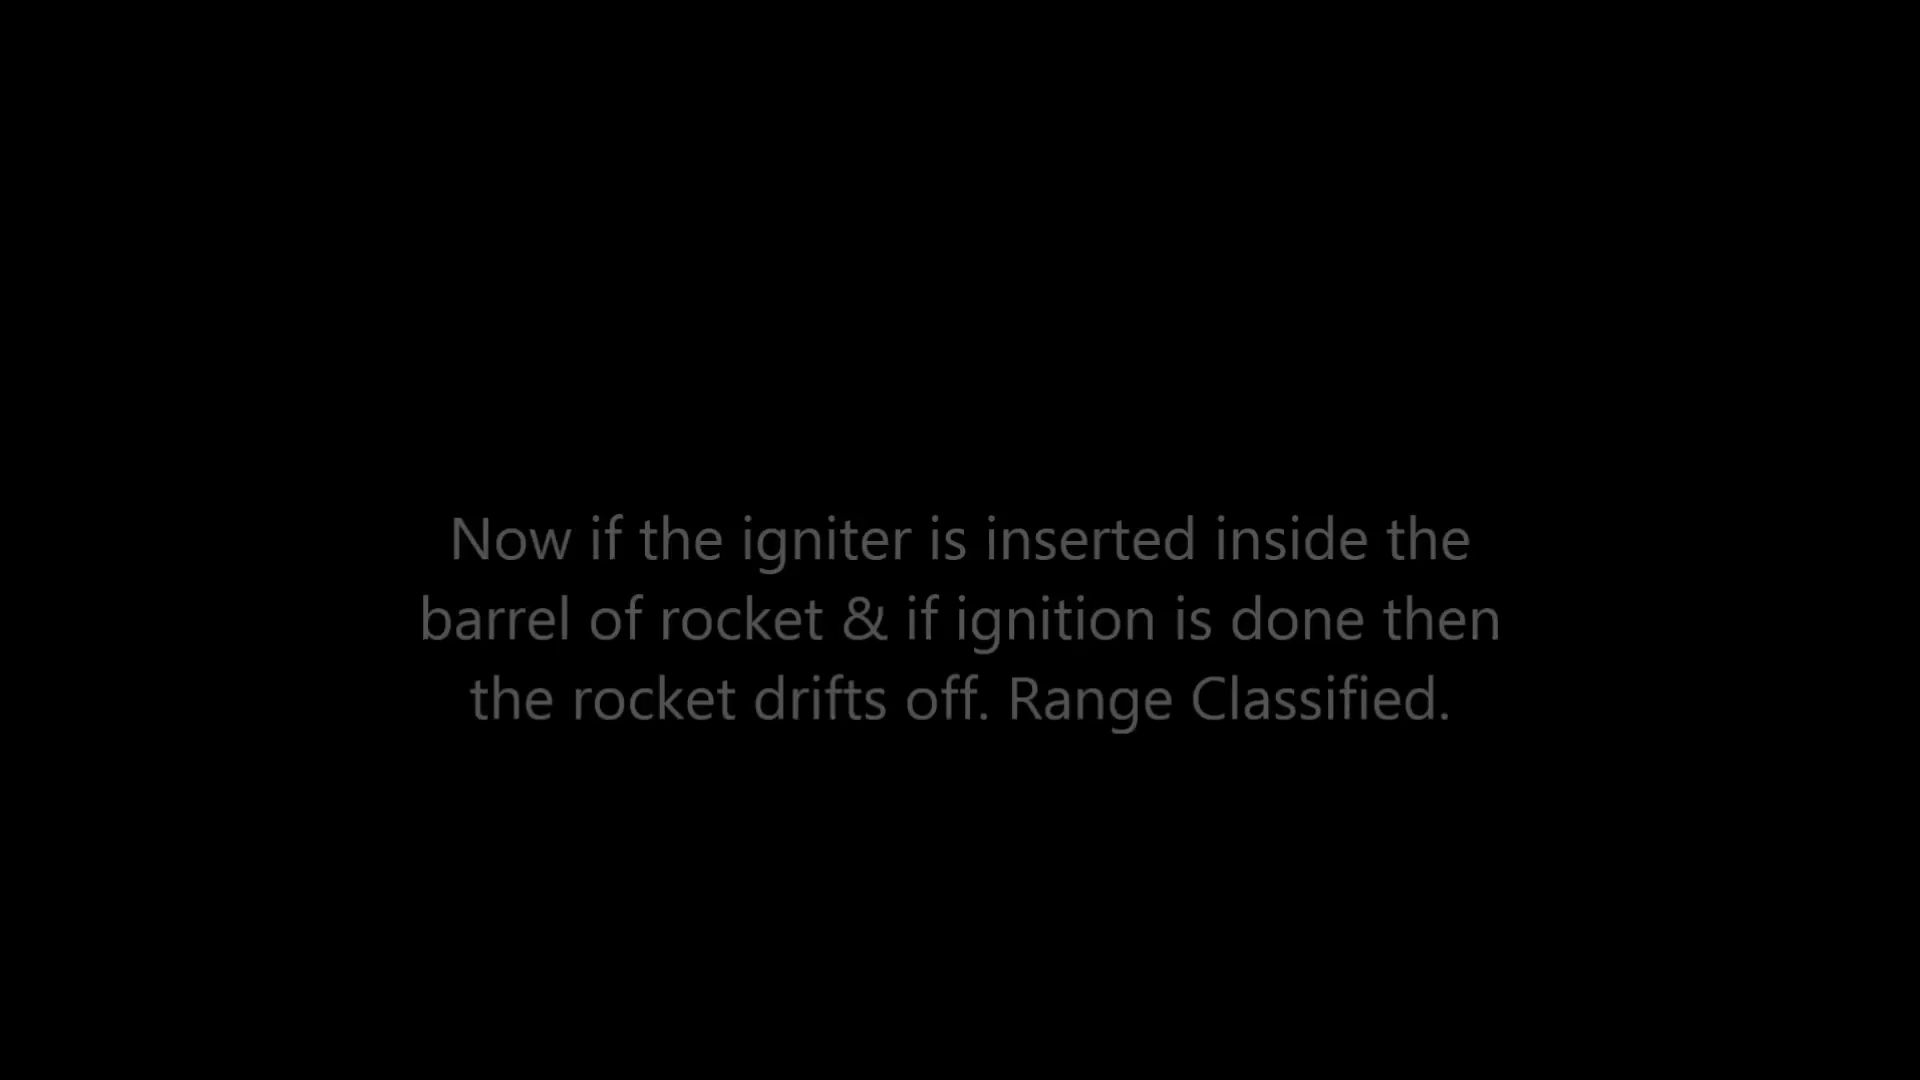 Now if the igniter is inserted inside the
barrel of rocket & if ignition is done then
the rocket drifts off. Range Classified.